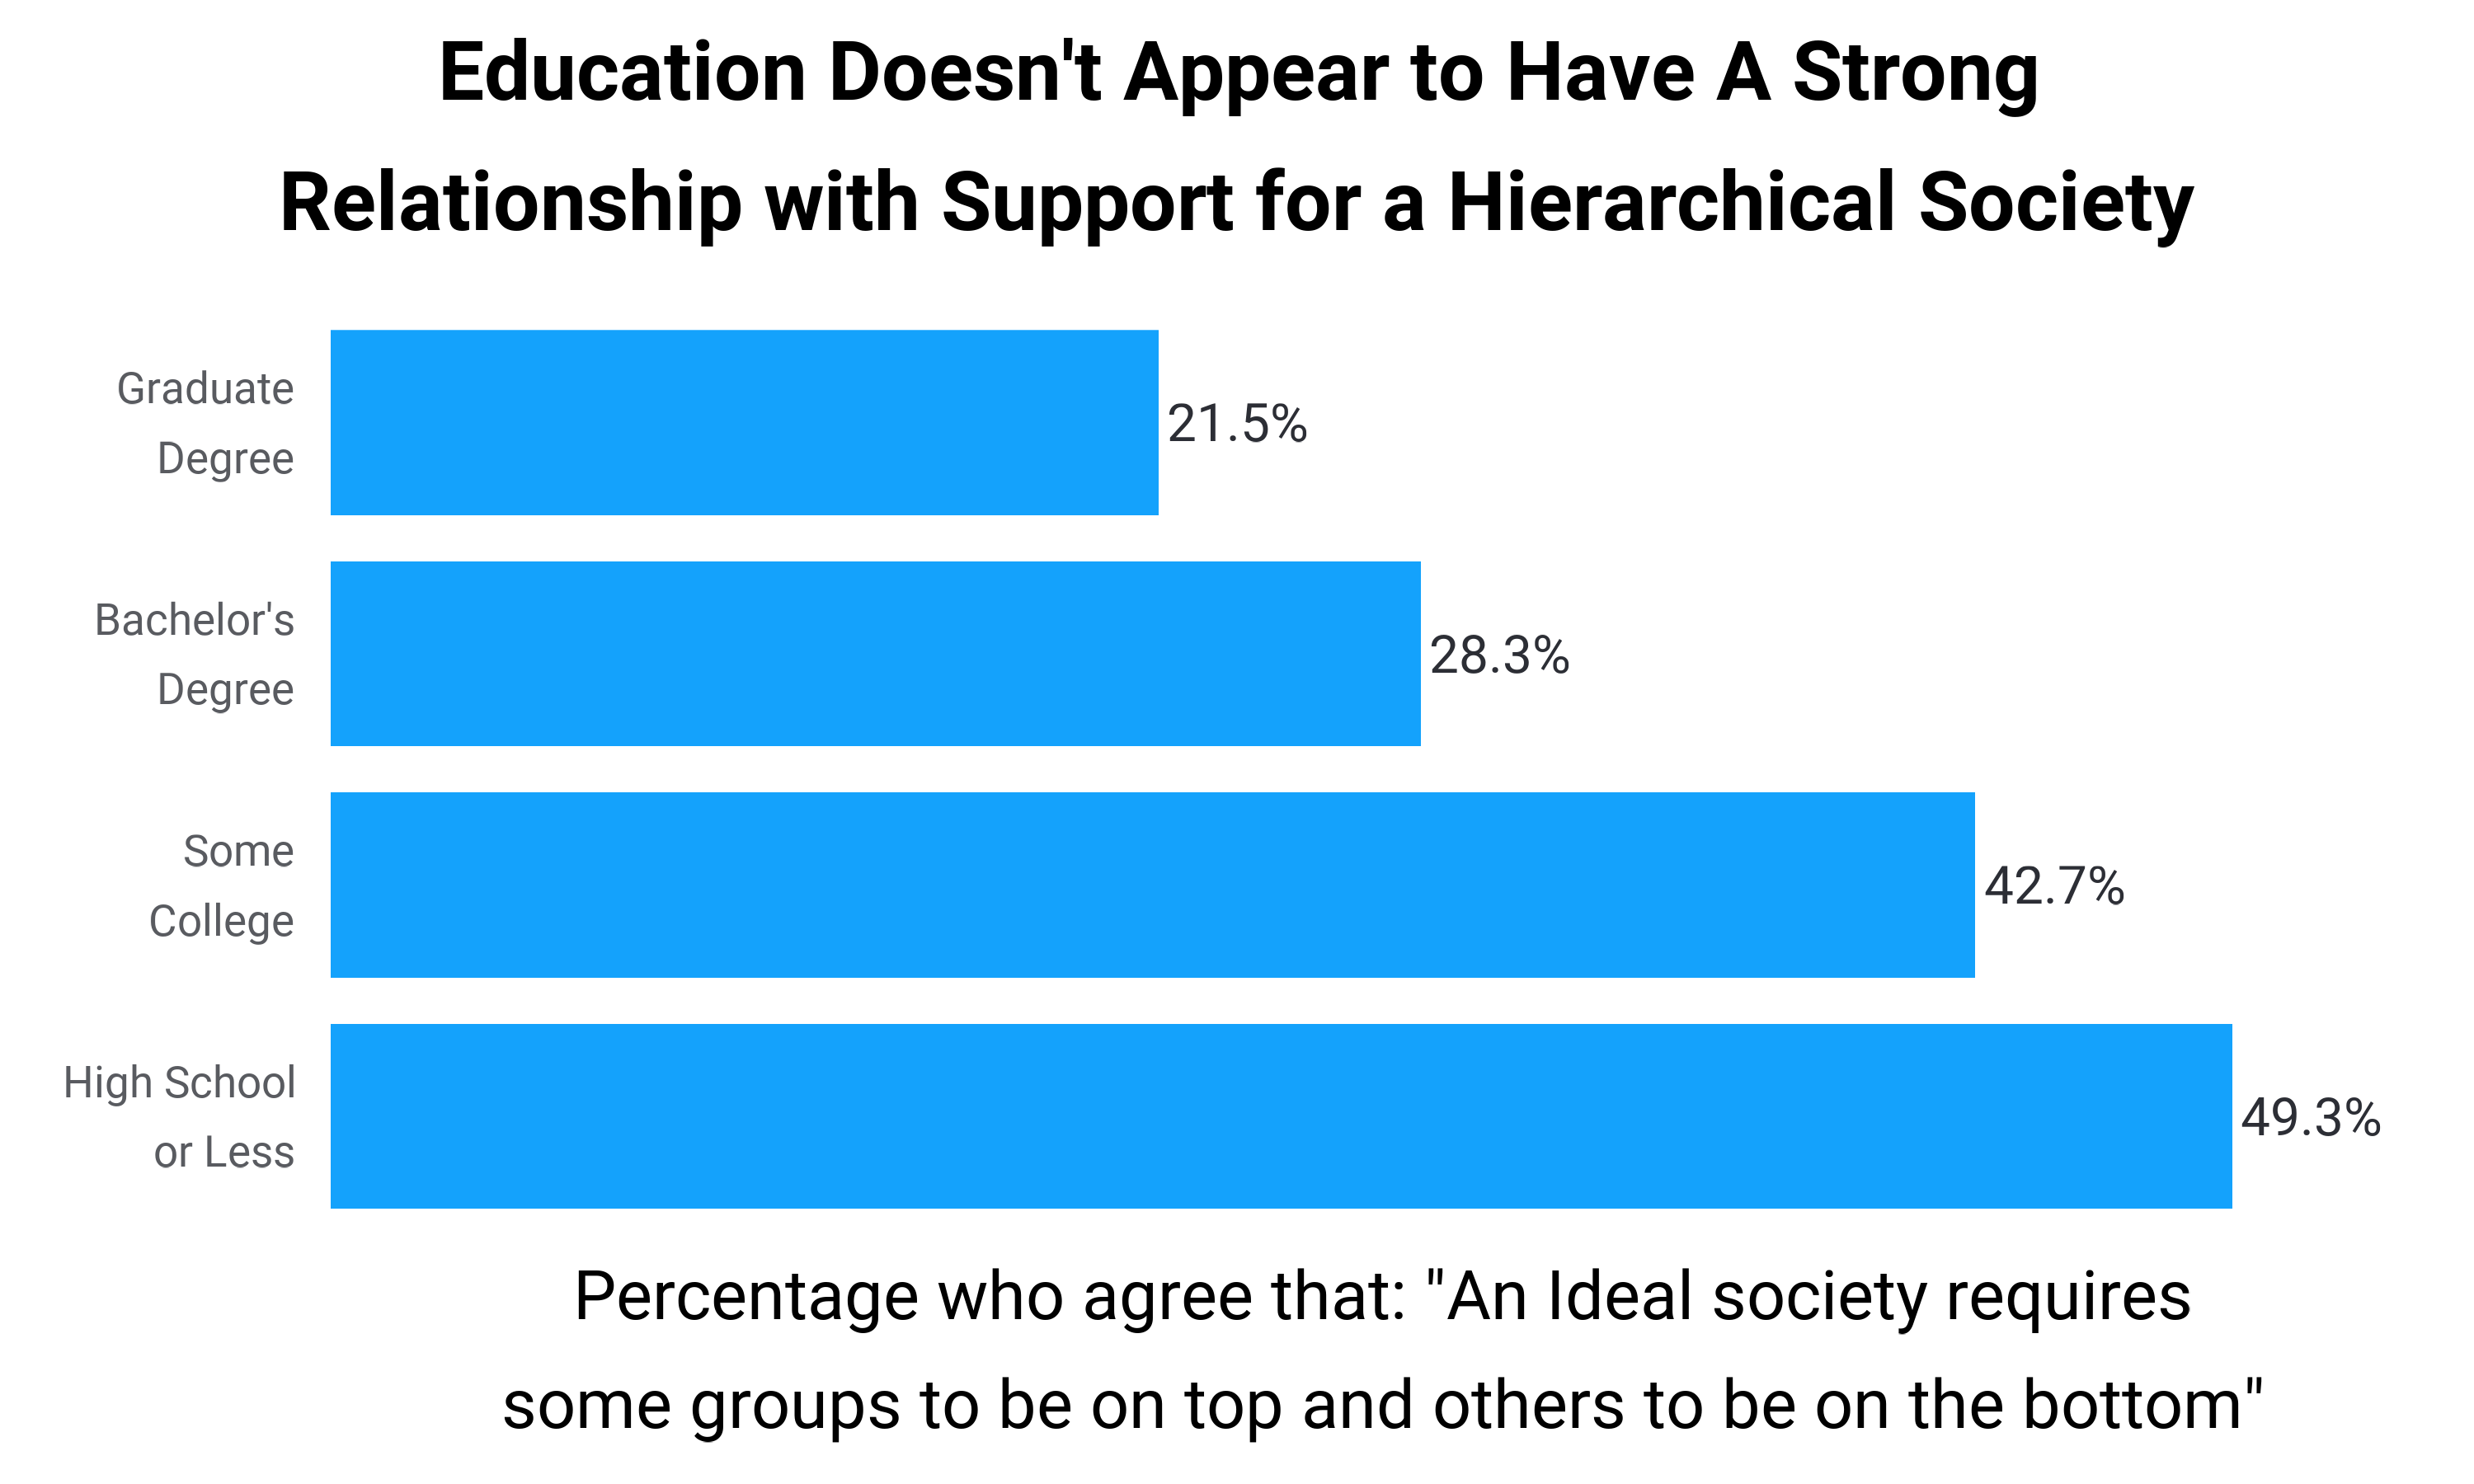 Education Doesn't Appear to Have A Strong
Relationship with Support for a Hierarchical Society
Graduate
Degree
21.5%
Bachelor's
Degree
28.3%
Some
College
42.7%
High School
or Less
49.3%
Percentage who agree that: "An Ideal society requires
some groups to be on top and others to be on the bottom"